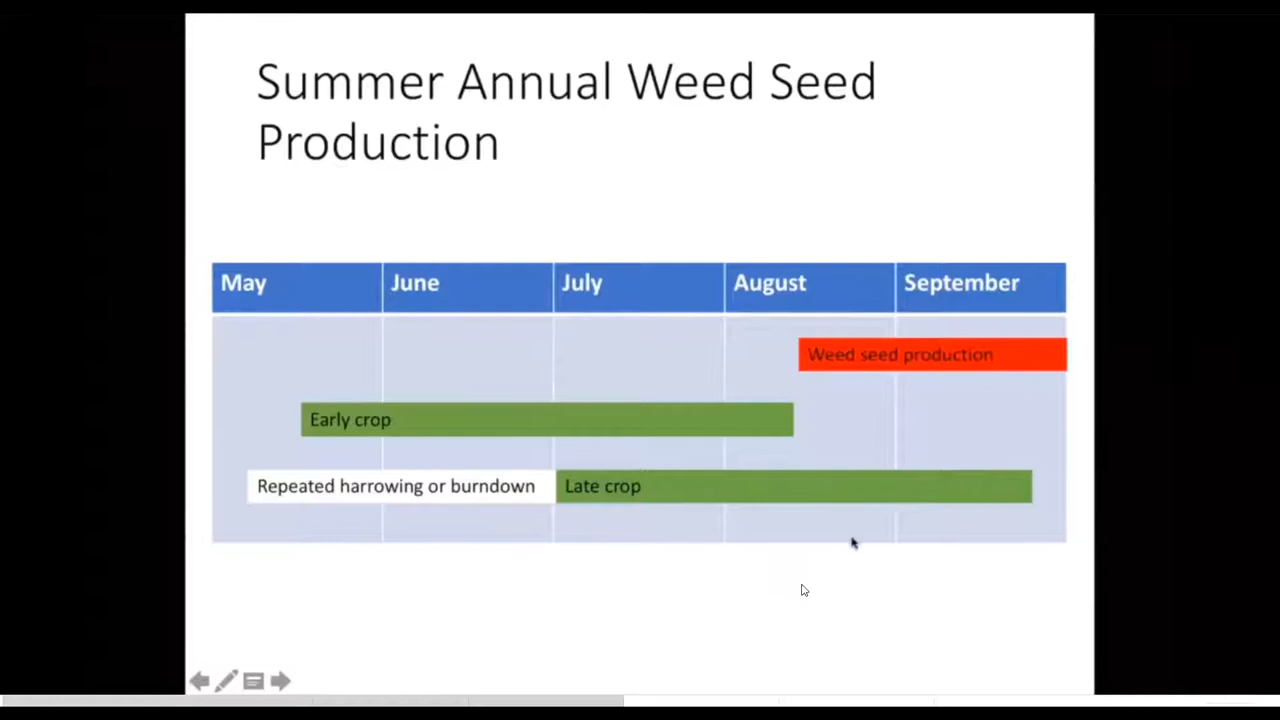 Summer Annual Weed Seed
Production
May June July August September
Weed seed production
Early crop
Repeated harrowing or burndown Late crop